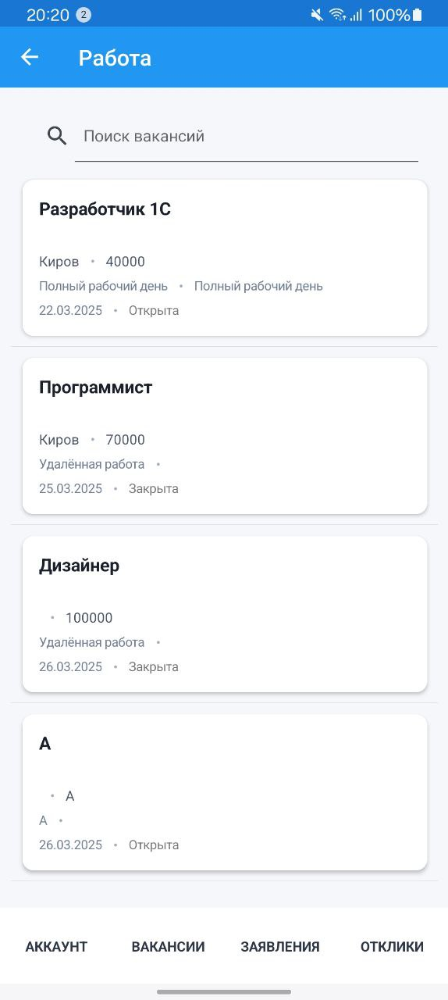 20:20 2 100%
Работа
Поиск вакансий
Разработчик 1С
Киров • 40000
Полный рабочий день • Полный рабочий день
22.03.2025 • Открыта
Программист
Киров • 70000
Удалённая работа •
25.03.2025 • Закрыта
Дизайнер
• 100000
Удалённая работа •
26.03.2025 • Закрыта
А
• А
А •
26.03.2025 • Открыта
АККАУНТ ВАКАНСИИ ЗАЯВЛЕНИЯ ОТКЛИКИ